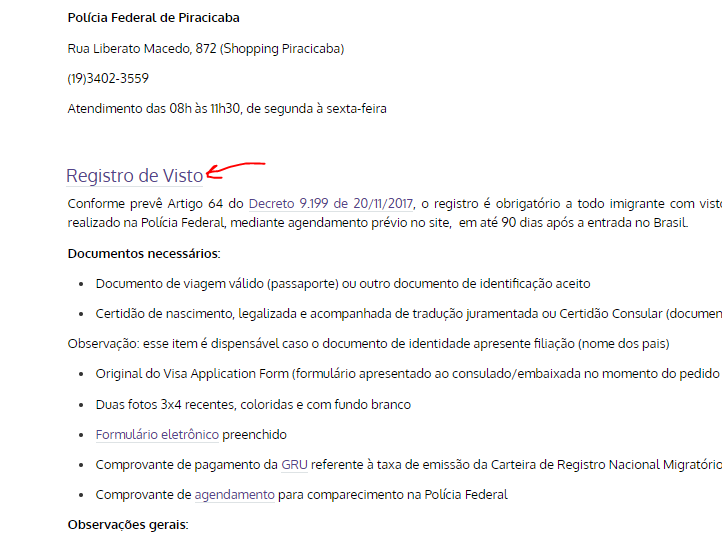 Polícia Federal de Piracicaba
Rua Liberato Macedo, 872 (Shopping Piracicaba)
(19)3402-3559
Atendimento das 08h às 11h30, de segunda à sexta-feira
Registro de Visto
Conforme prevê Artigo 64 do Decreto 9.199 de 20/11/2017, o registro é obrigatório a todo imigrante com visto
realizado na Polícia Federal, mediante agendamento prévio no site, em até 90 dias após a entrada no Brasil.
Documentos necessários:
• Documento de viagem válido (passaporte) ou outro documento de identificação aceito
• Certidão de nascimento, legalizada e acompanhada de tradução juramentada ou Certidão Consular (documen
Observação: esse item é dispensável caso o documento de identidade apresente filiação (nome dos pais)
• Original do Visa Application Form (formulário apresentado ao consulado/embaixada no momento do pedido
• Duas fotos 3x4 recentes, coloridas e com fundo branco
• Formulário eletrônico preenchido
• Comprovante de pagamento da GRU referente à taxa de emissão da Carteira de Registro Nacional Migratório
• Comprovante de agendamento para comparecimento na Polícia Federal
Observações gerais: